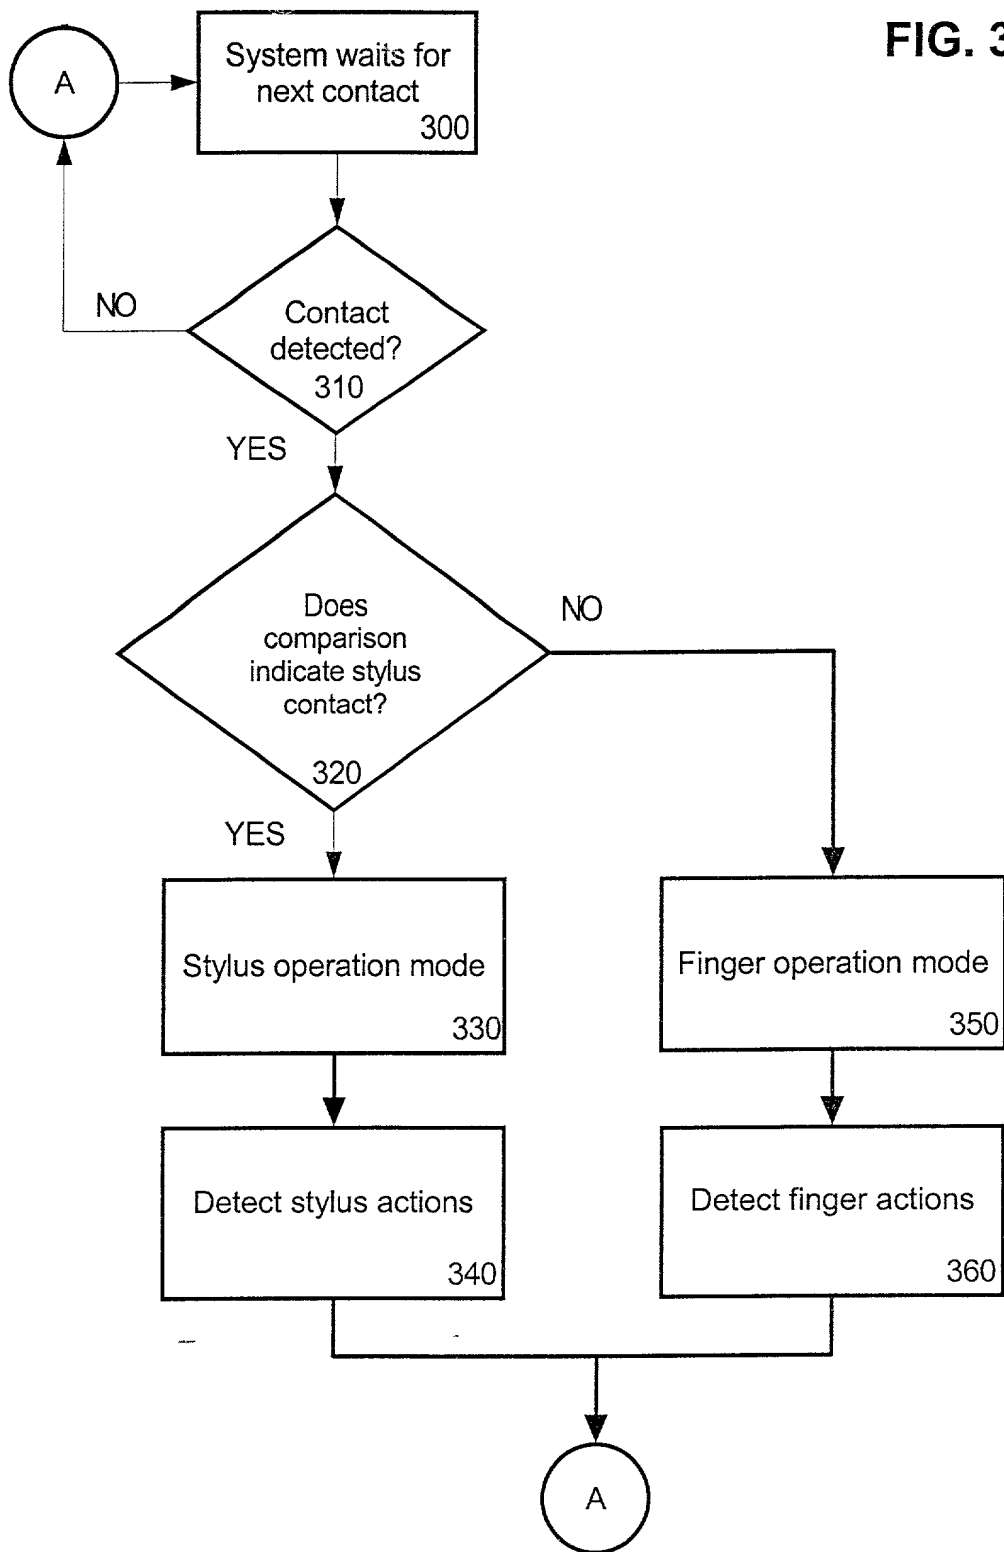 FIG. 3
A
System waits for
next contact
300
NO
Contact
detected?
310
YES
Does
comparison
indicate stylus
contact?
320
NO
YES
Stylus operation mode
330
Finger operation mode
350
Detect stylus actions
340
Detect finger actions
360
A